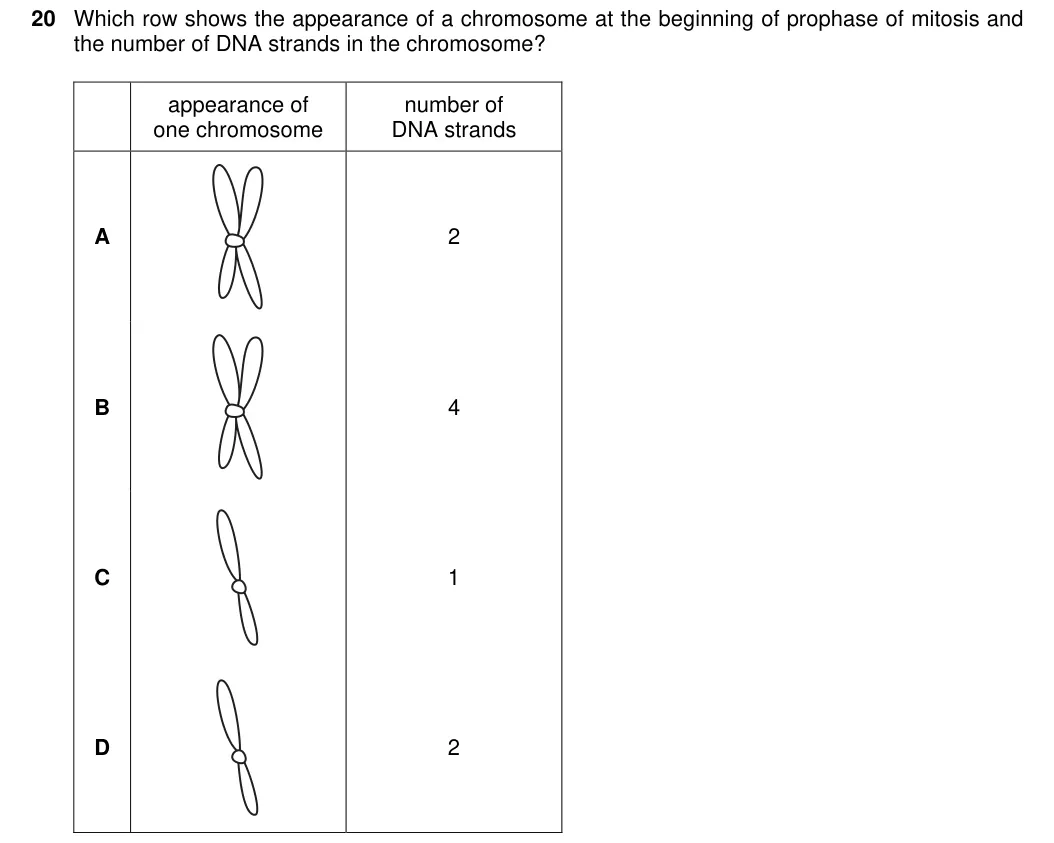 20 Which row shows the appearance of a chromosome at the beginning of prophase of mitosis and
the number of DNA strands in the chromosome?
appearance of
one chromosome
number of
DNA strands
A 2
B 4
C 1
D 2